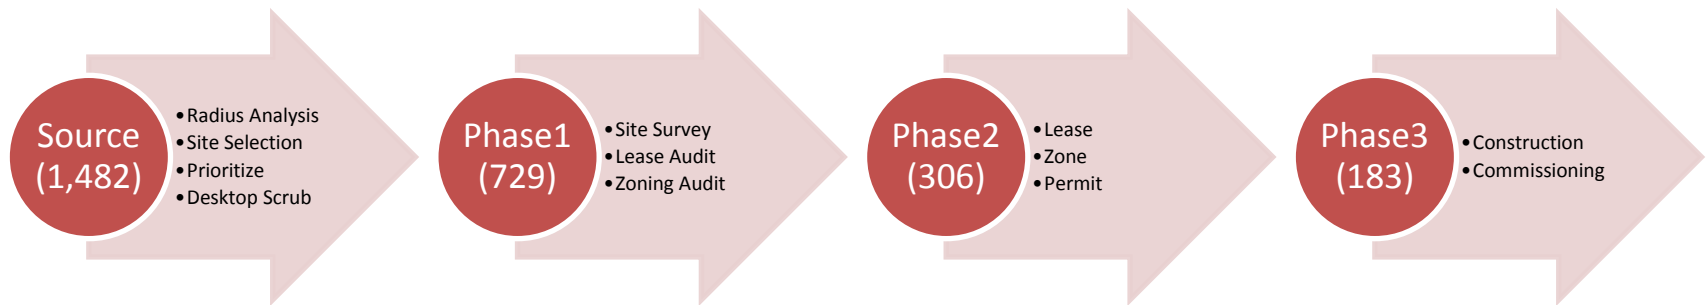 Source
(1,482)
•Radius Analysis
•Site Selection
•Prioritize
•Desktop Scrub
Phase1
(729)
•Site Survey
•Lease Audit
•Zoning Audit
Phase2
(306)
•Lease
•Zone
•Permit
Phase3
(183)
•Construction
•Commissioning